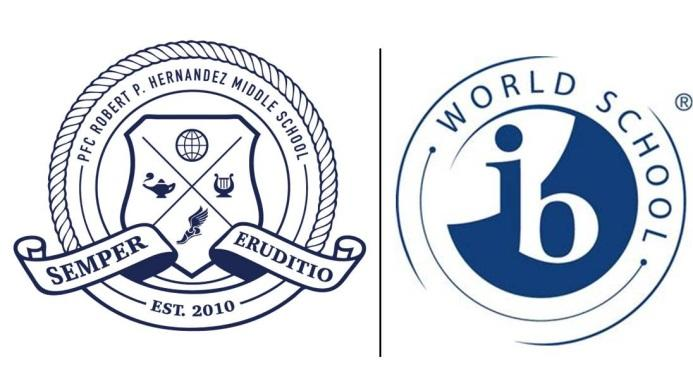 PFC ROBERT P. HERNANDEZ MIDDLE SCHOOL
SEMPER ERUDITIO
EST. 2010
WORLD SCHOOL
®
ib